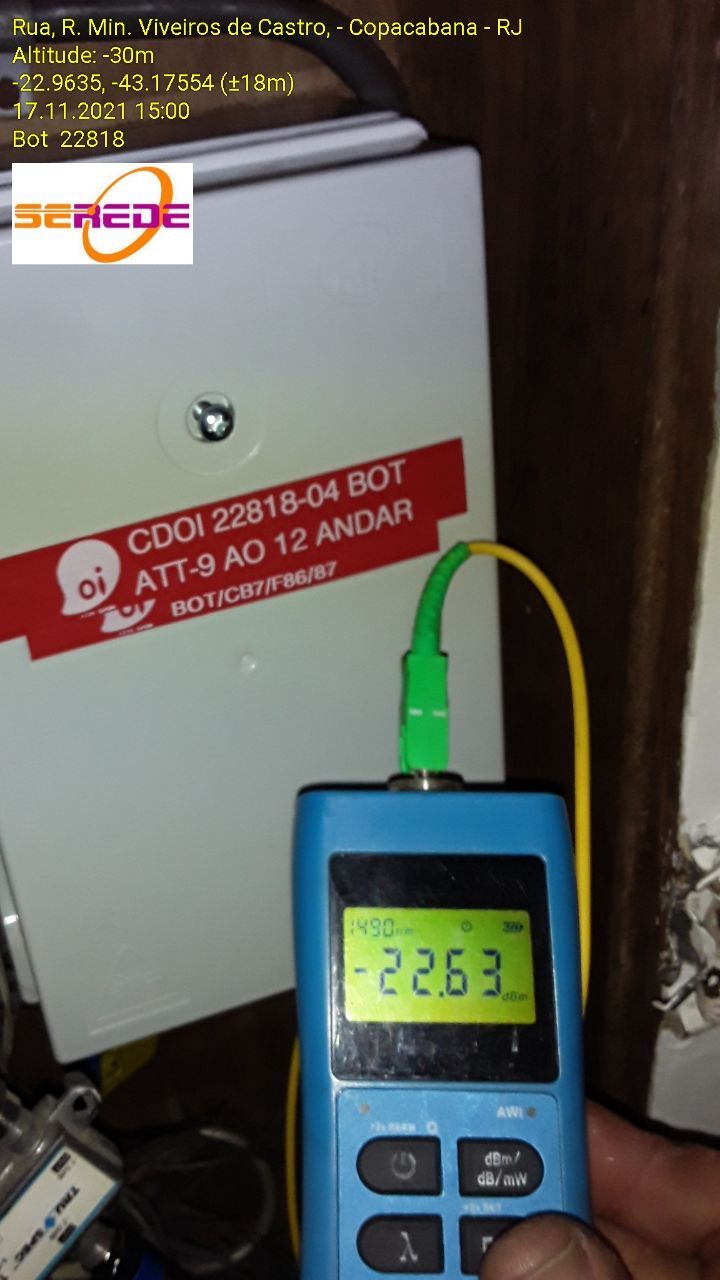 Rua, R. Min. Viveiros de Castro, - Copacabana - RJ
Altitude: -30m
-22.9635, -43.17554 (±18m)
17.11.2021 15:00
Bot 22818
SEREDE
oi CDOI 22818-04 BOT
ATT-9 AO 12 ANDAR
oi BOT/CB7/F86/87
1490nm
-22.63
dBm
dBm/
dB/mW
λ